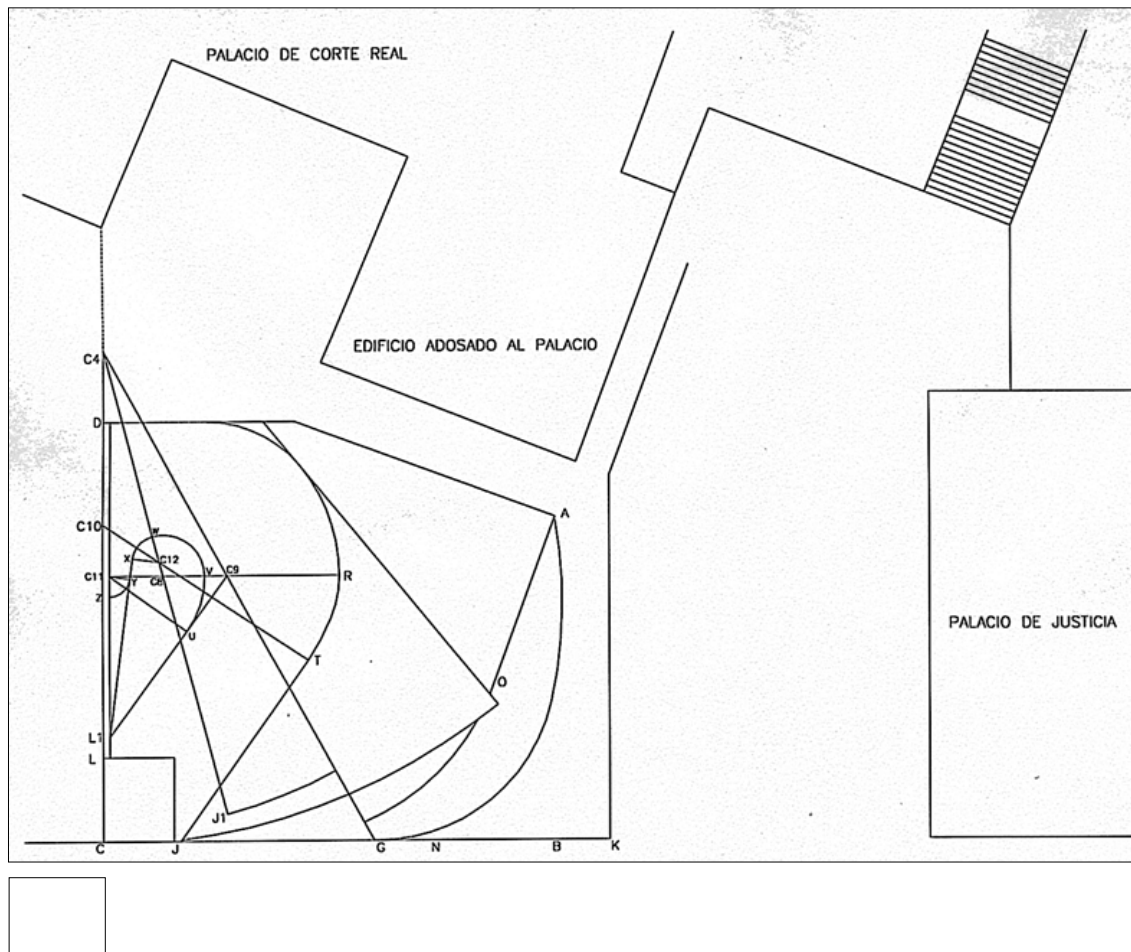 PALACIO DE CORTE REAL
EDIFICIO ADOSADO AL PALACIO
C4
D
A
C10
W
X
C12
C11
Y
C8
V
C9
R
Z
PALACIO DE JUSTICIA
U
T
O
L1
L
J1
C
J
G
N
B
K